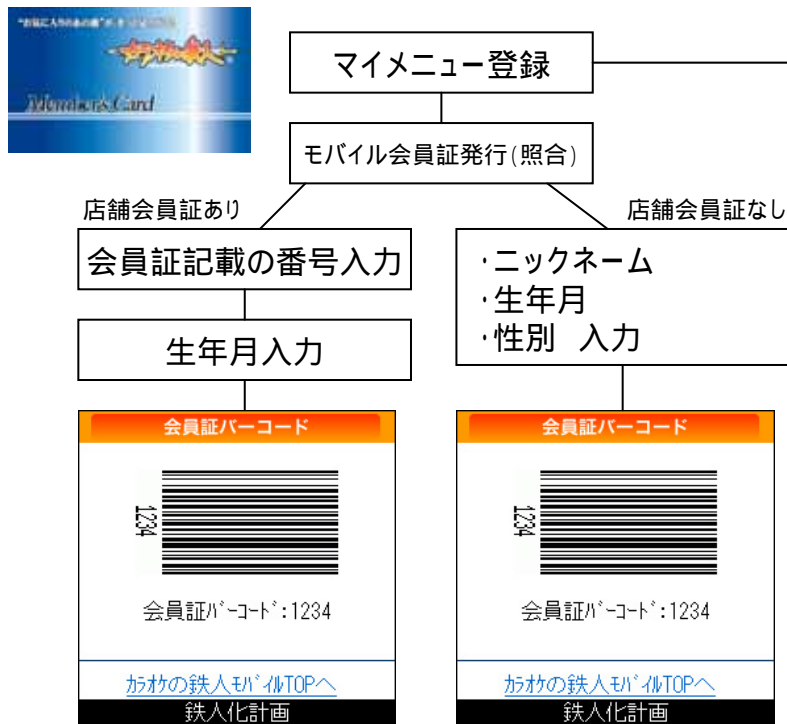 Member's Card
マイメニュー登録
モバイル会員証発行(照合)
店舗会員証あり
店舗会員証なし
会員証記載の番号入力
生年月入力
・ニックネーム
・生年月
・性別 入力
会員証バーコード
1234
会員証ﾊﾞｰｺｰﾄﾞ:1234
ｶﾗｵｹの鉄人ﾓﾊﾞｲﾙTOPへ
鉄人化計画
会員証バーコード
1234
会員証ﾊﾞｰｺｰﾄﾞ:1234
ｶﾗｵｹの鉄人ﾓﾊﾞｲﾙTOPへ
鉄人化計画